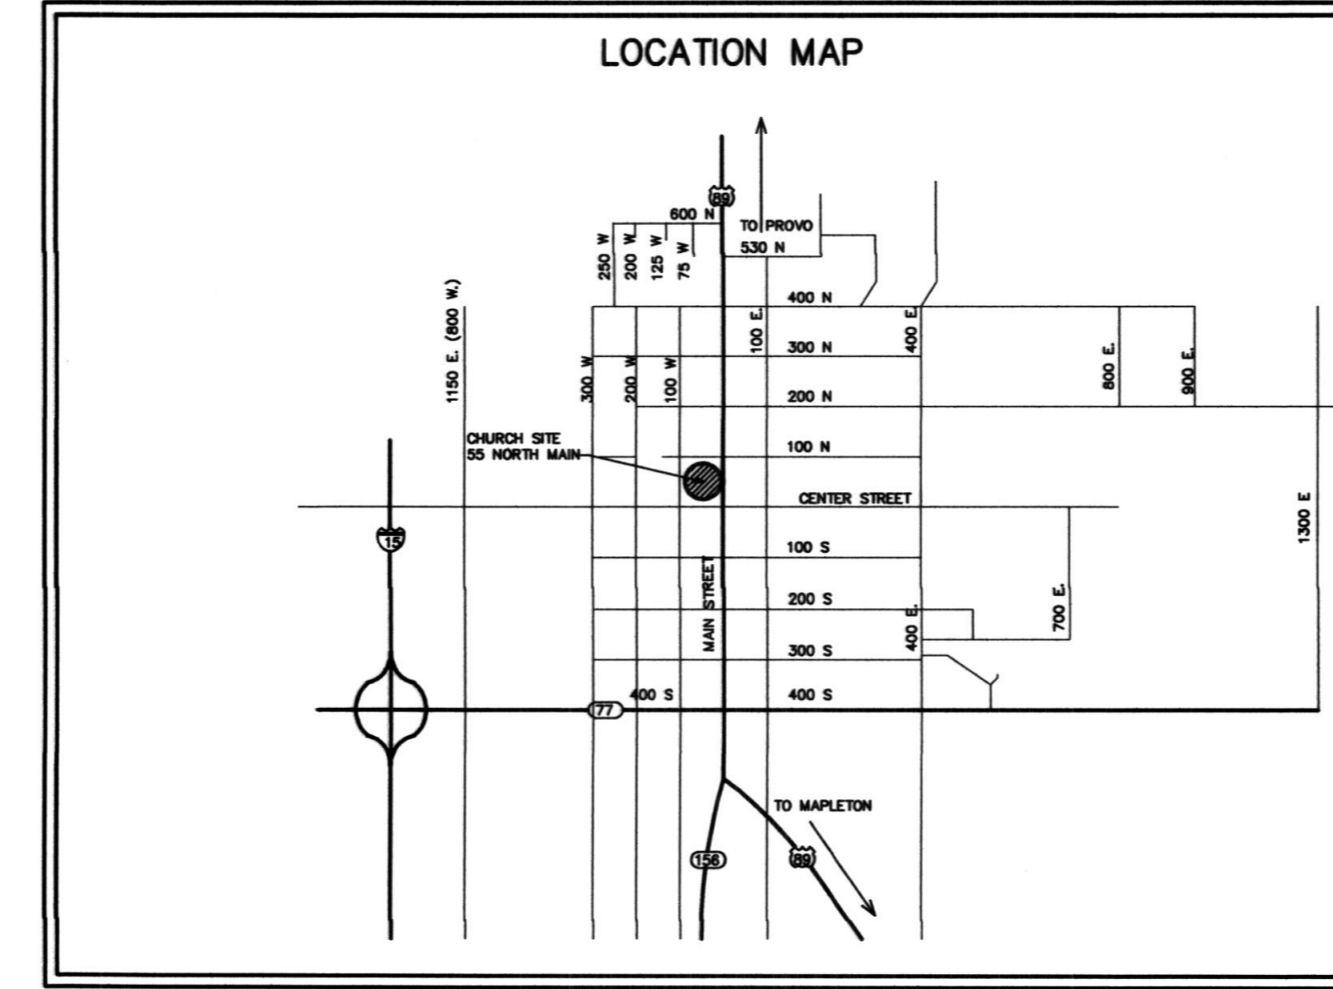 LOCATION MAP
89
600 N
TO PROVO
530 N
250 W
200 W
125 W
75 W
1150 E. (800 W.)
400 N
100 E.
400 E.
300 N
300 W
200 W
100 W
800 E.
900 E.
200 N
CHURCH SITE
55 NORTH MAIN
100 N
CENTER STREET
1300 E
15
100 S
MAIN STREET
200 S
400 E.
700 E.
300 S
400 S
400 S
77
TO MAPLETON
156
89